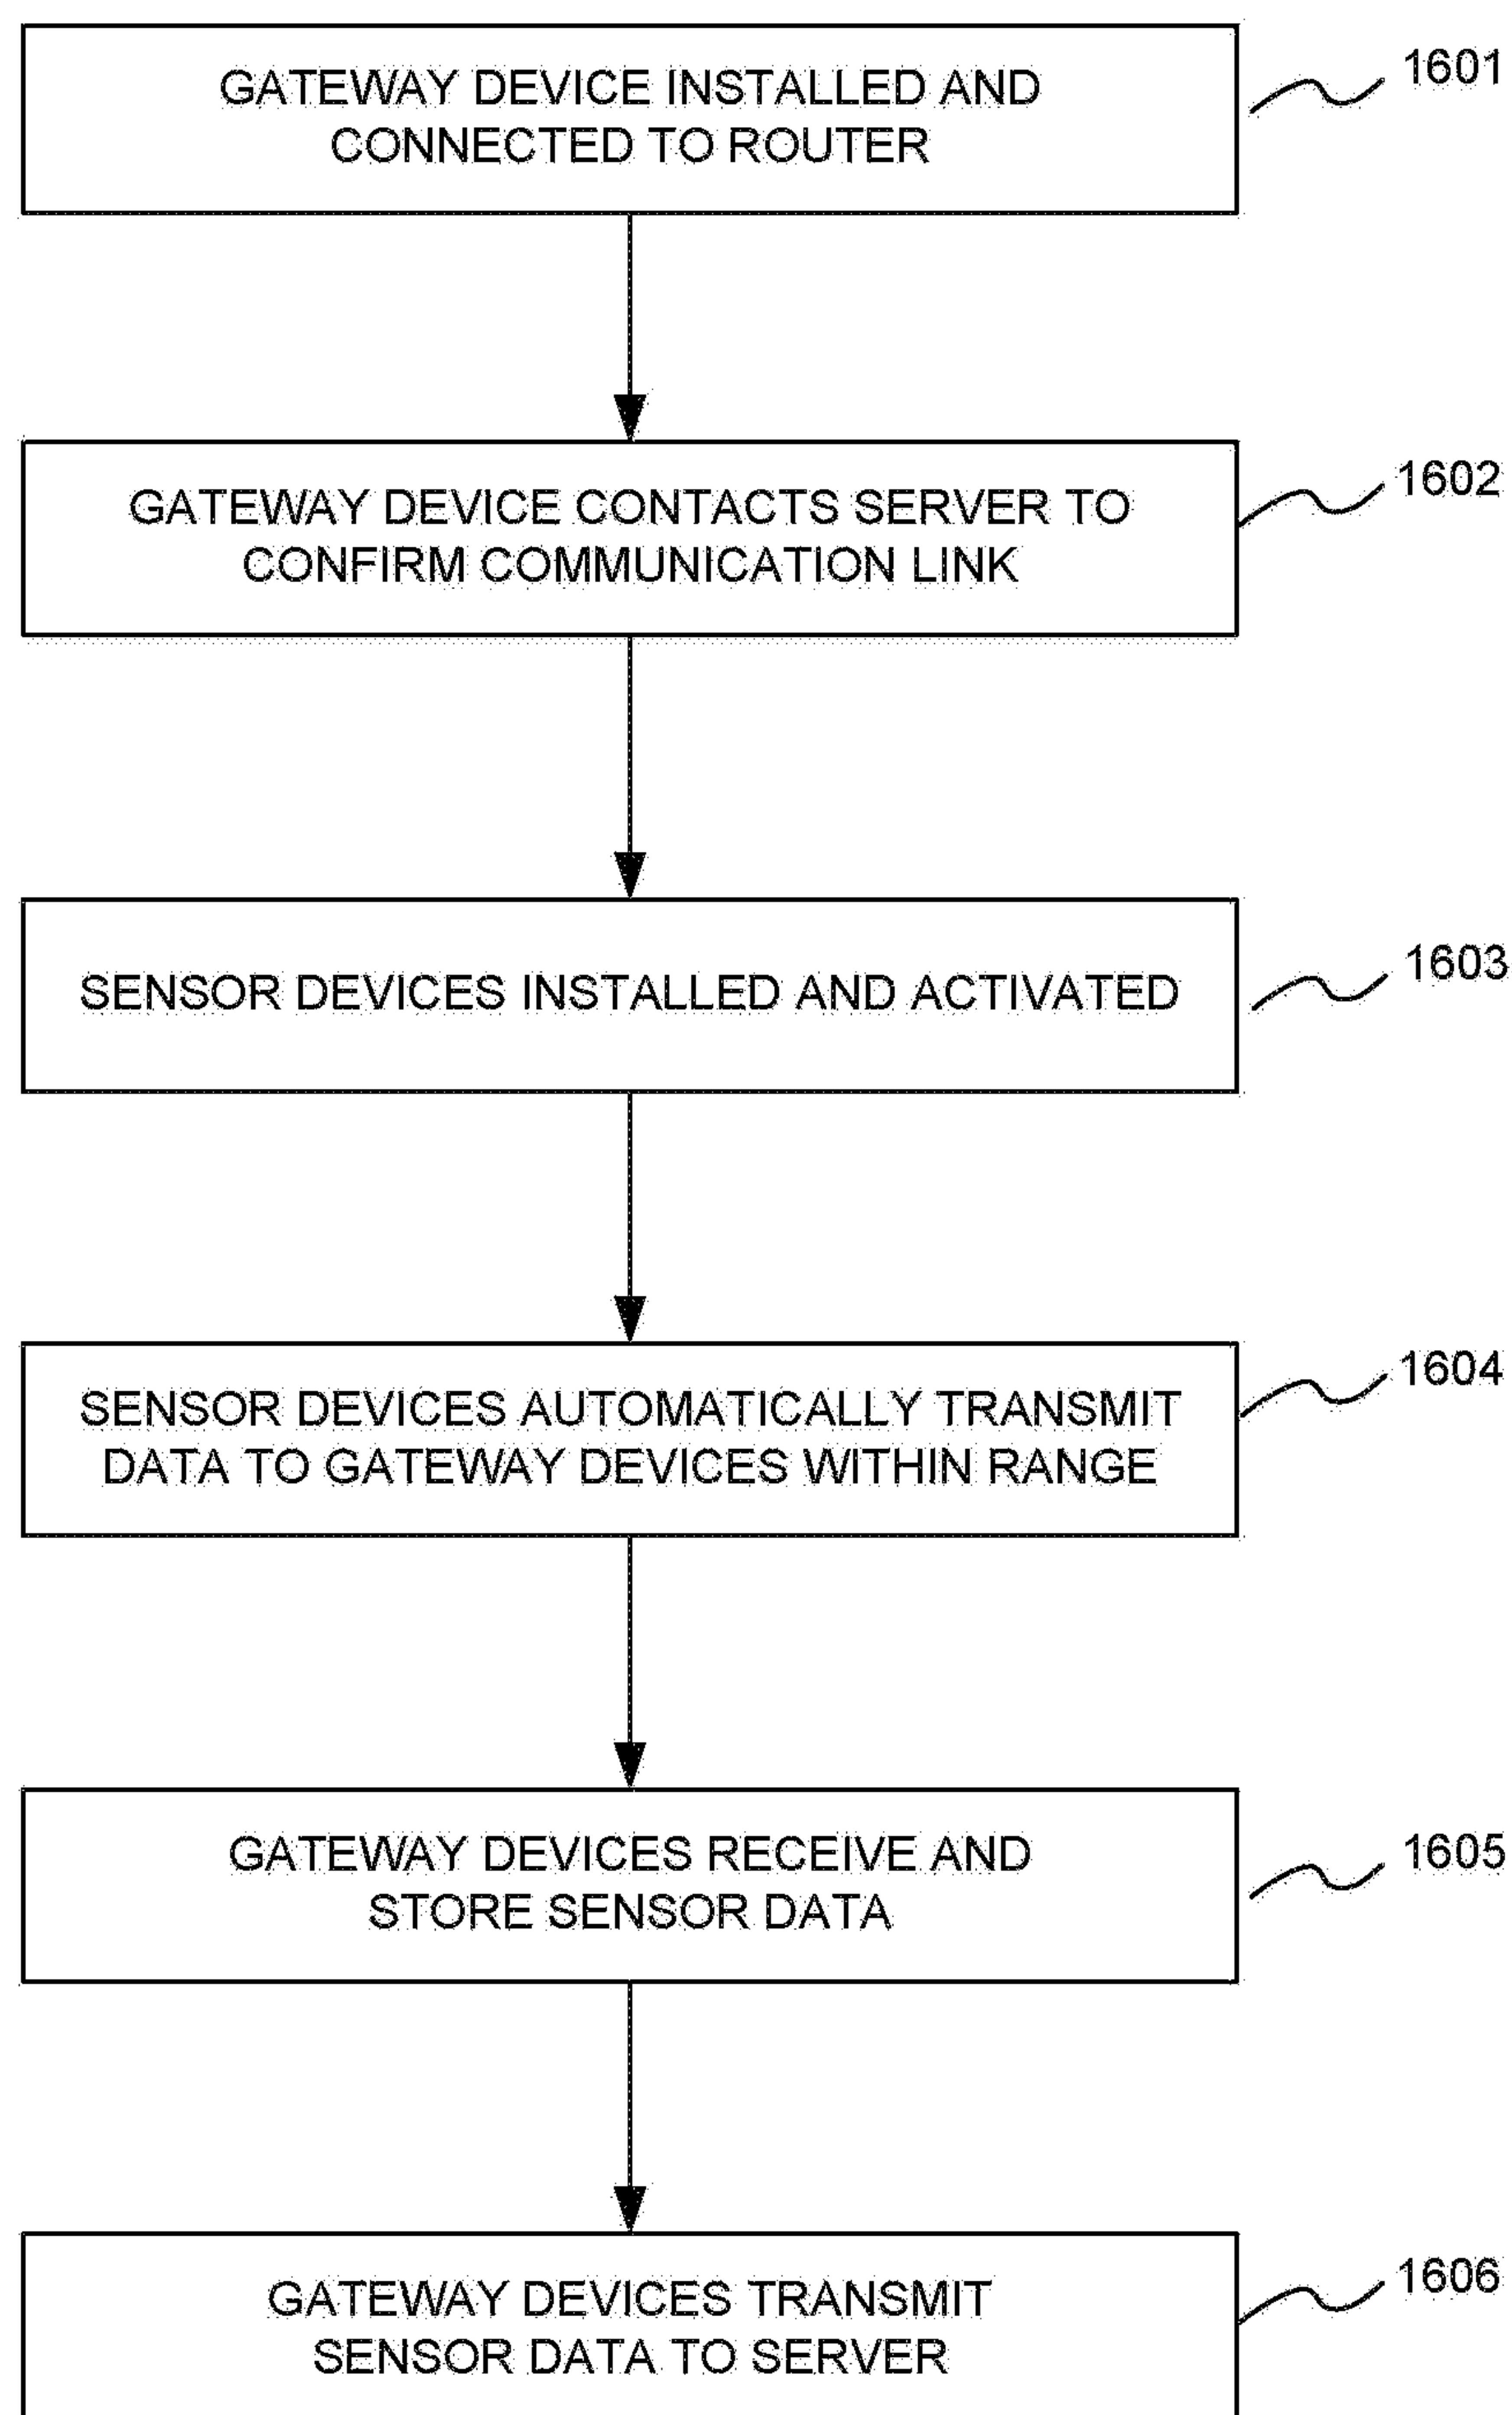 GATEWAY DEVICE INSTALLED AND
CONNECTED TO ROUTER
1601
GATEWAY DEVICE CONTACTS SERVER TO
CONFIRM COMMUNICATION LINK
1602
SENSOR DEVICES INSTALLED AND ACTIVATED
1603
SENSOR DEVICES AUTOMATICALLY TRANSMIT
DATA TO GATEWAY DEVICES WITHIN RANGE
1604
GATEWAY DEVICES RECEIVE AND
STORE SENSOR DATA
1605
GATEWAY DEVICES TRANSMIT
SENSOR DATA TO SERVER
1606